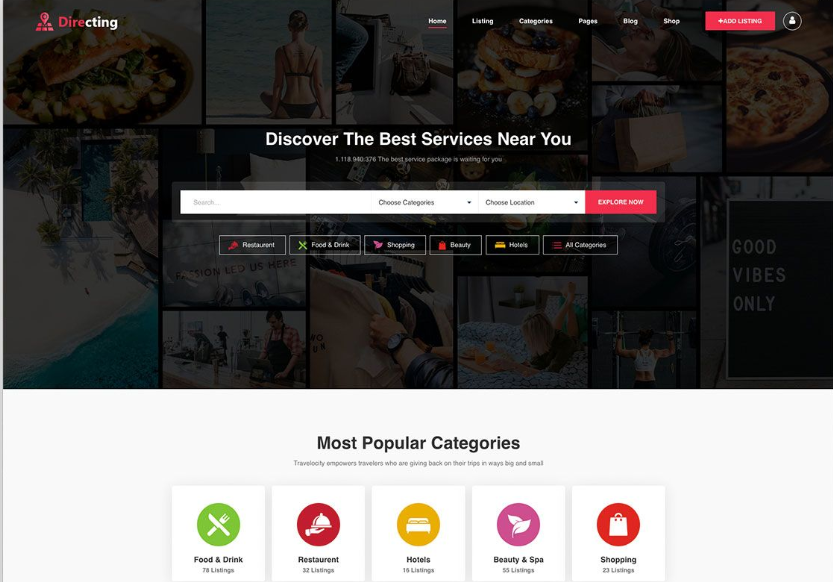 Directing
Home Listing Categories Pages Blog Shop +ADD LISTING
Discover The Best Services Near You
1.118.940.376 The best service package is waiting for you
Search... Choose Categories Choose Location EXPLORE NOW
Restaurent Food & Drink Shopping Beauty Hotels All Categories
GOOD
VIBES
ONLY
PASSION LED US HERE
Most Popular Categories
Travelocity empowers travelers who are giving back on their trips in ways big and small
Food & Drink Restaurent Hotels Beauty & Spa Shopping
78 Listings 32 Listings 15 Listings 55 Listings 23 Listings